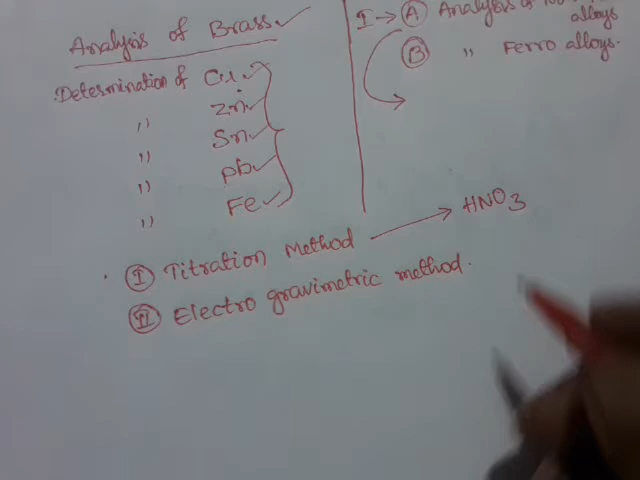 Analysis of Brass
Determination of Cu
" Zn
" Sn
" Pb
" Fe
I → A Analysis of
alloys
B " Ferro alloys.
I Titration Method → HNO3
II Electro gravimetric method.